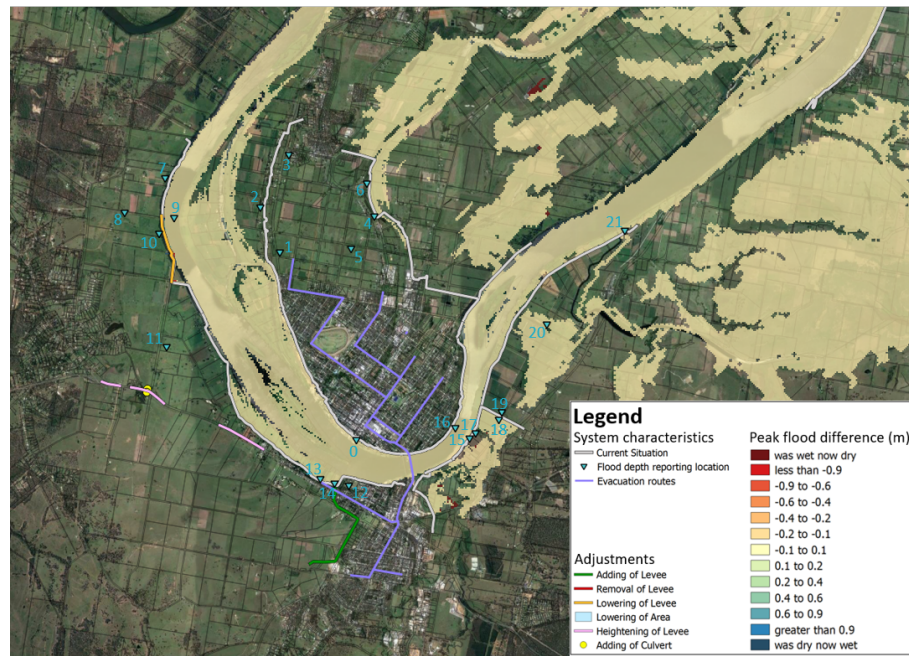 3
7
2
6
8
9
4
10
21
1
5
20
11
19
16
17
18
15
0
13
14
12
Legend
System characteristics
Current Situation
Flood depth reporting location
Evacuation routes
Adjustments
Adding of Levee
Removal of Levee
Lowering of Levee
Lowering of Area
Heightening of Levee
Adding of Culvert
Peak flood difference (m)
was wet now dry
less than -0.9
-0.9 to -0.6
-0.6 to -0.4
-0.4 to -0.2
-0.2 to -0.1
-0.1 to 0.1
0.1 to 0.2
0.2 to 0.4
0.4 to 0.6
0.6 to 0.9
greater than 0.9
was dry now wet